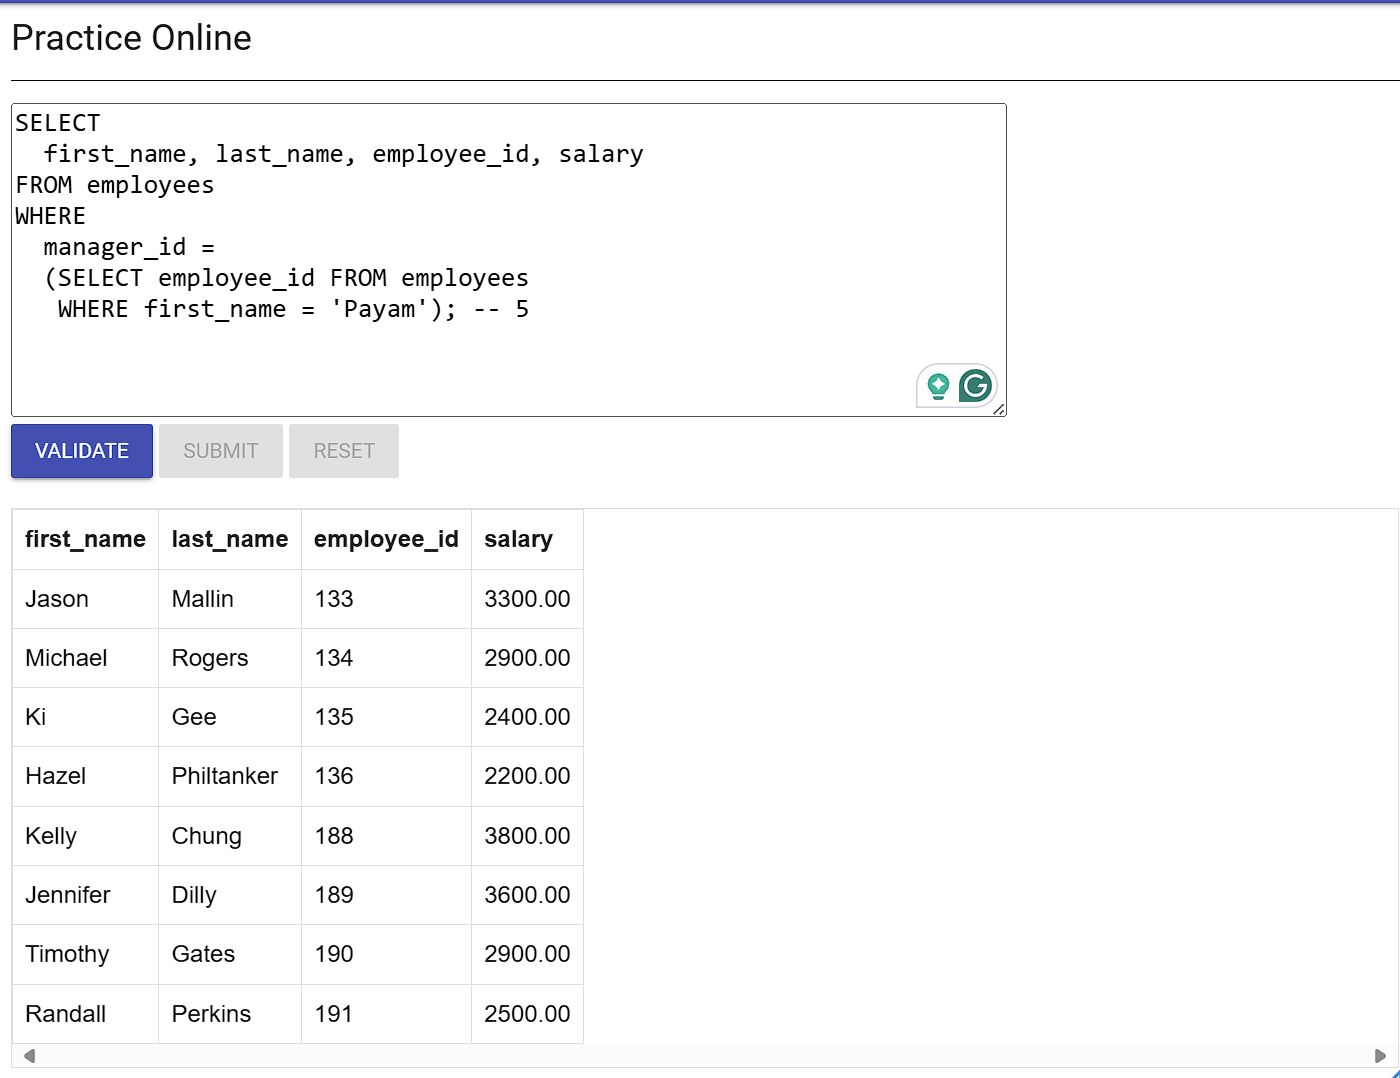 Practice Online
SELECT
  first_name, last_name, employee_id, salary
FROM employees
WHERE
  manager_id =
  (SELECT employee_id FROM employees
   WHERE first_name = 'Payam'); -- 5
G
VALIDATE SUBMIT RESET
first_name last_name employee_id salary
Jason Mallin 133 3300.00
Michael Rogers 134 2900.00
Ki Gee 135 2400.00
Hazel Philtanker 136 2200.00
Kelly Chung 188 3800.00
Jennifer Dilly 189 3600.00
Timothy Gates 190 2900.00
Randall Perkins 191 2500.00